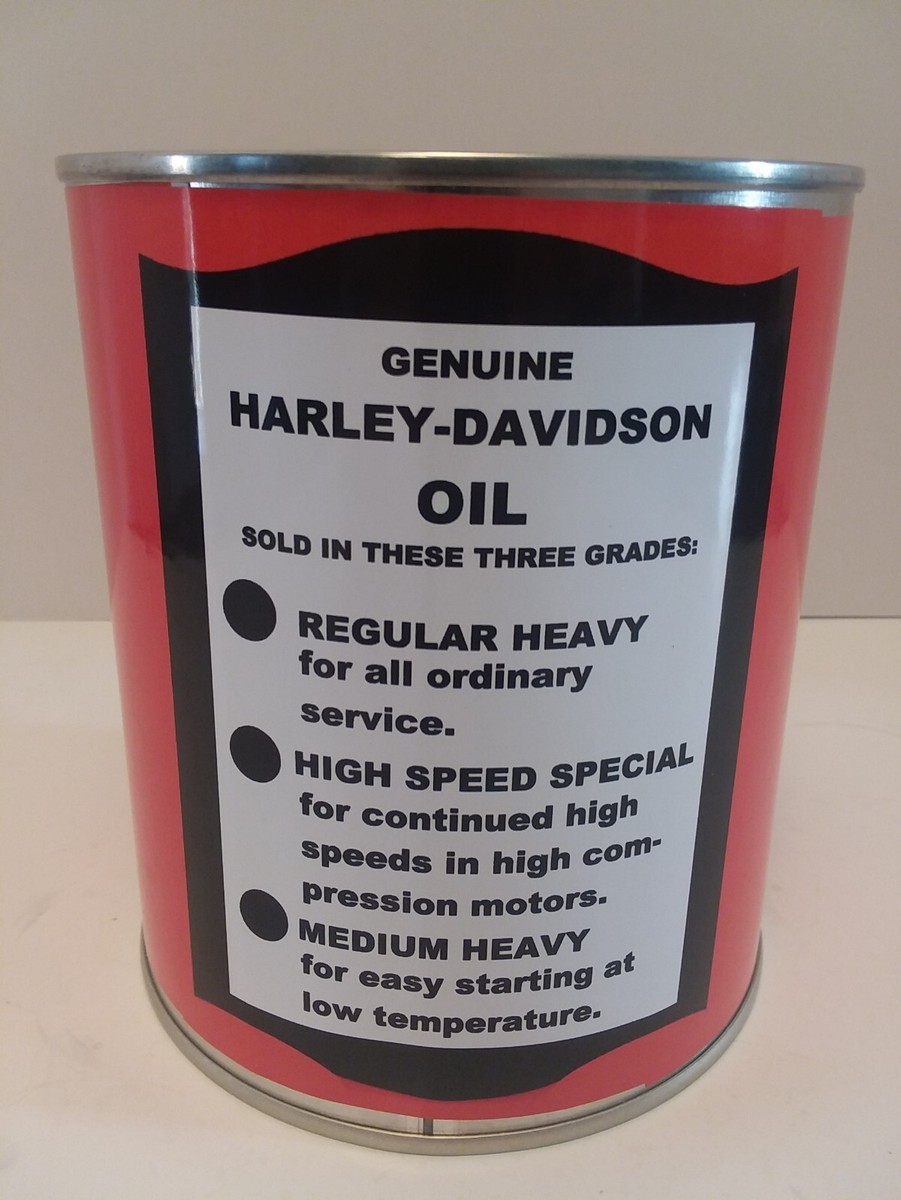 GENUINE
HARLEY-DAVIDSON
OIL
SOLD IN THESE THREE GRADES:
REGULAR HEAVY
for all ordinary
service.
HIGH SPEED SPECIAL
for continued high
speeds in high com-
pression motors.
MEDIUM HEAVY
for easy starting at
low temperature.